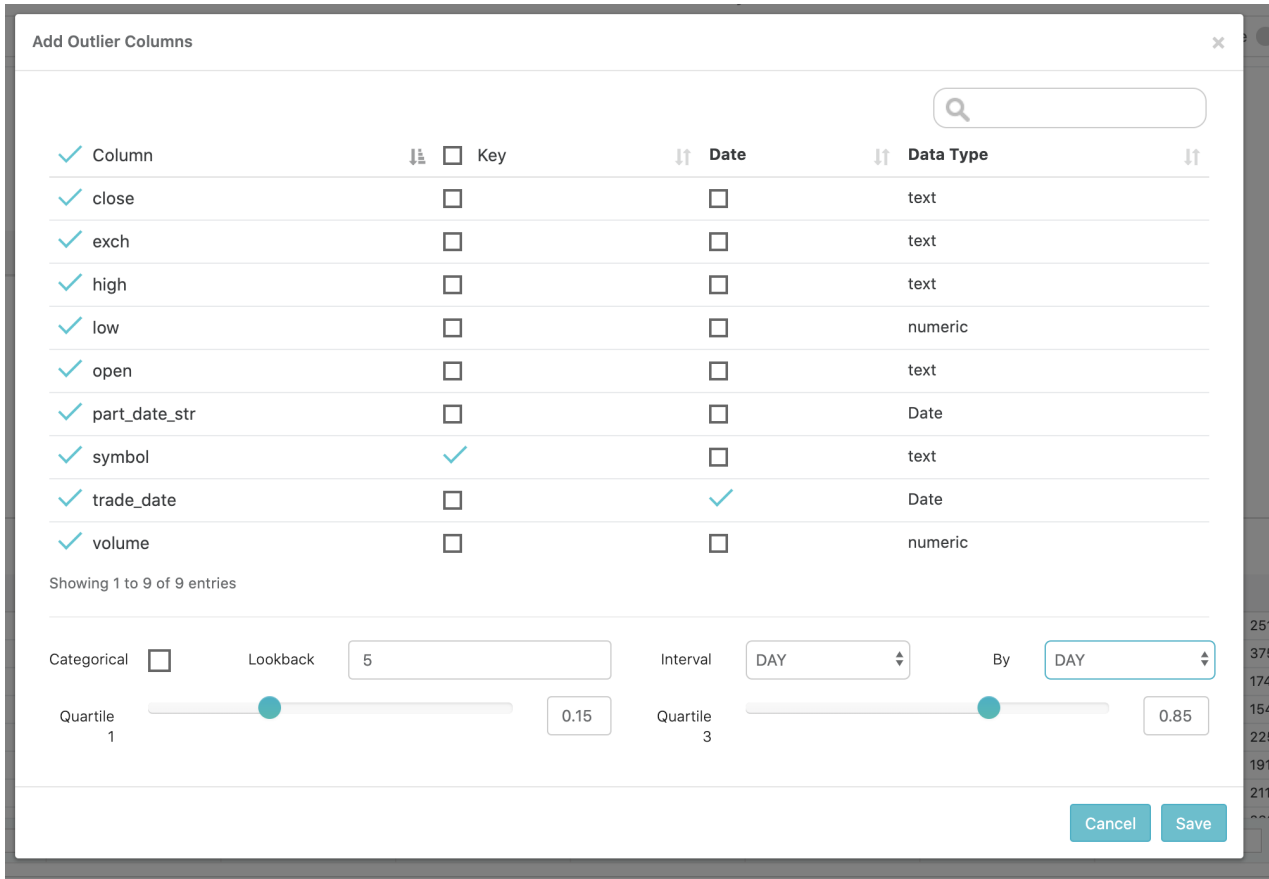 Add Outlier Columns ×
Column Key Date Data Type
close text
exch text
high text
low numeric
open text
part_date_str Date
symbol text
trade_date Date
volume numeric
Showing 1 to 9 of 9 entries
Categorical Lookback 5 Interval DAY By DAY
Quartile 1 0.15 Quartile 3 0.85
Cancel Save